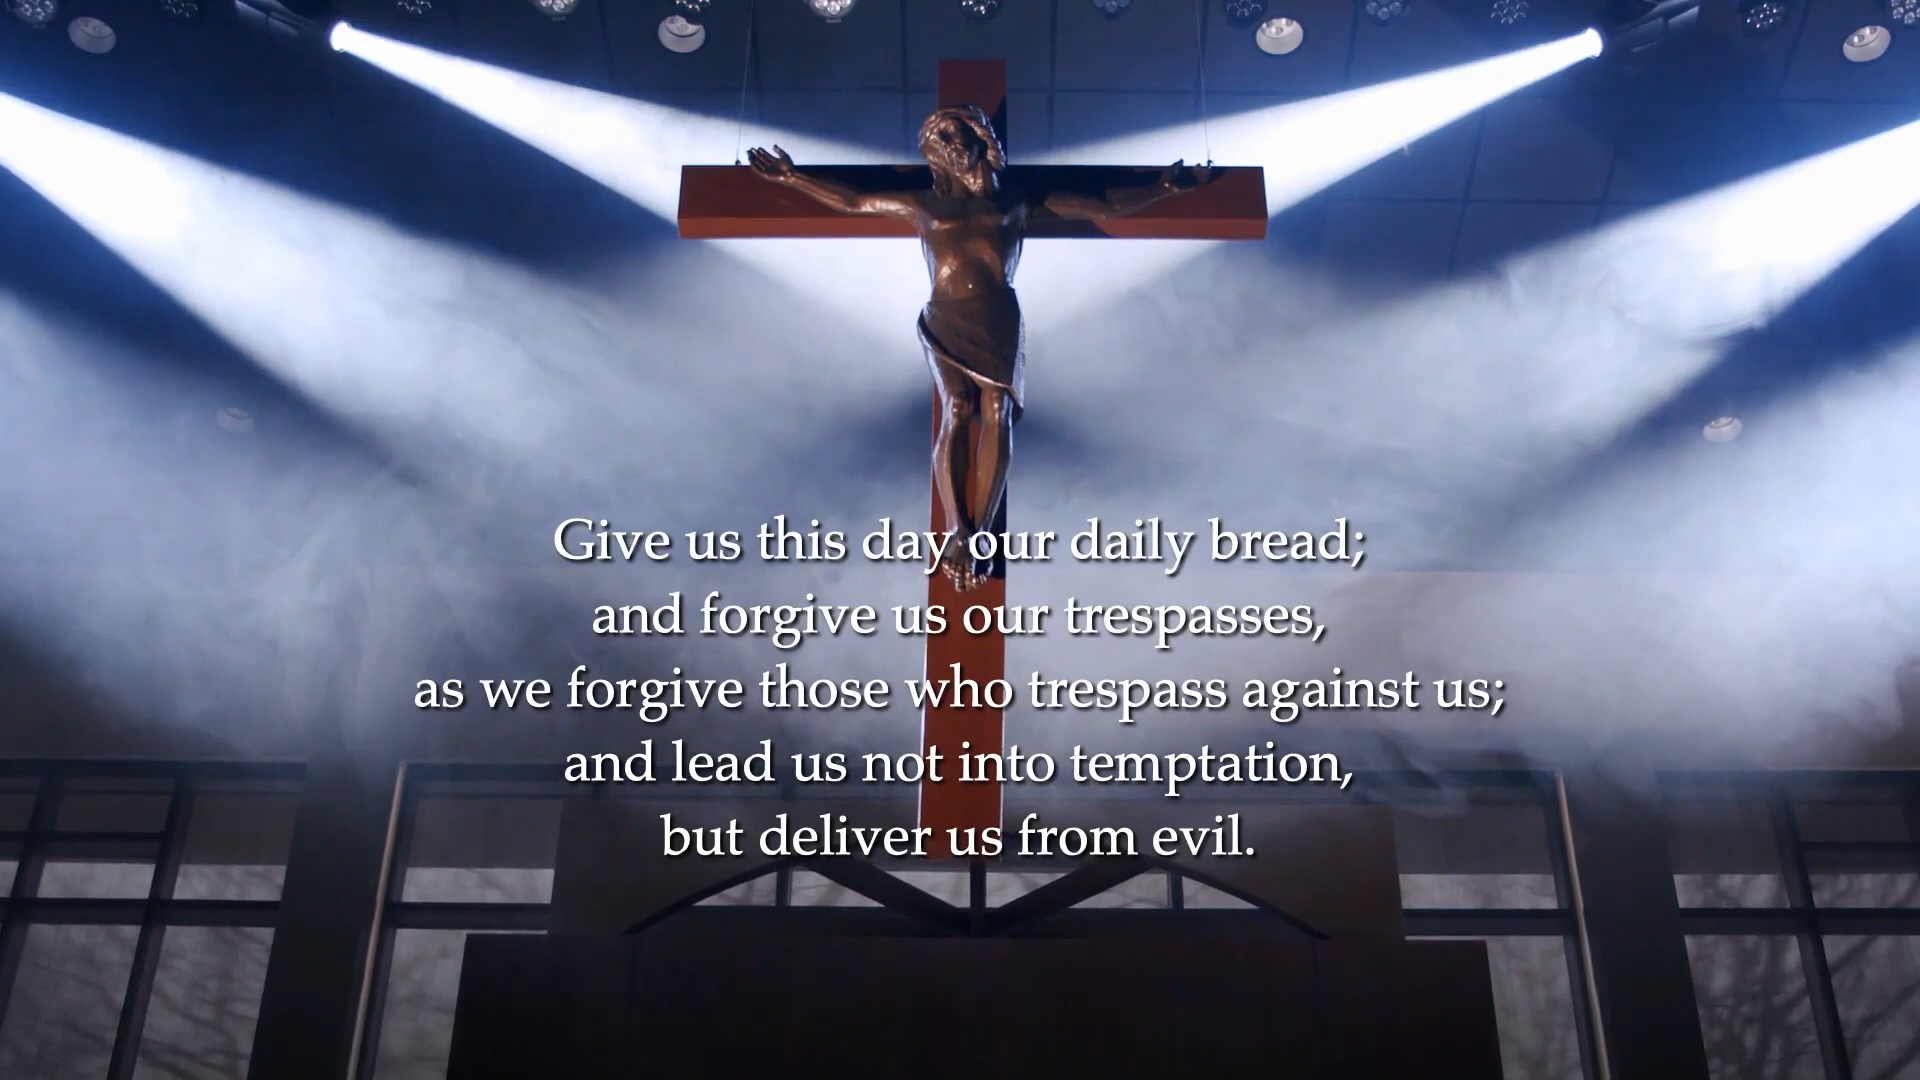 Give us this day our daily bread;
and forgive us our trespasses,
as we forgive those who trespass against us;
and lead us not into temptation,
but deliver us from evil.